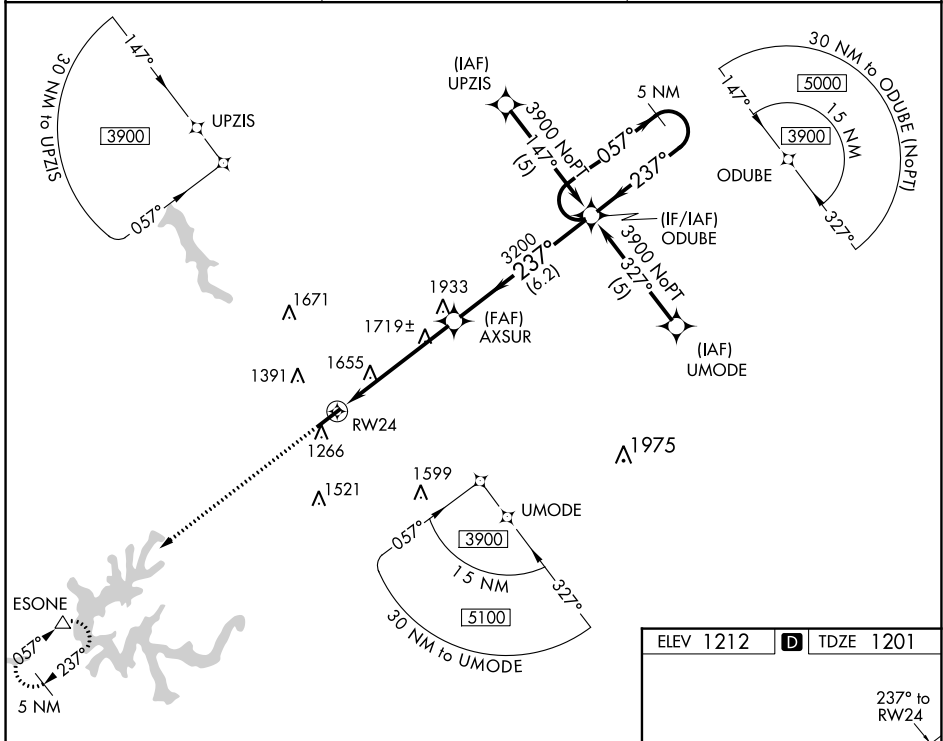 147°
30 NM to UPZIS
3900
UPZIS
057°
(IAF)
UPZIS
3900 NoPT
147°
(5)
5 NM
057°
237°
30 NM to ODUBE (NoPT)
5000
147°
15 NM
3900
ODUBE
327°
(IF/IAF)
ODUBE
3900 NoPT
327°
(5)
(IAF)
UMODE
3200
237°
(6.2)
1933
1671
1719±
(FAF)
AXSUR
1655
1391
RW24
1266
1521
1599
1975
UMODE
057°
3900
15 NM
327°
5100
30 NM to UMODE
ESONE
057°
237°
5 NM
ELEV 1212 D TDZE 1201
237° to
RW24